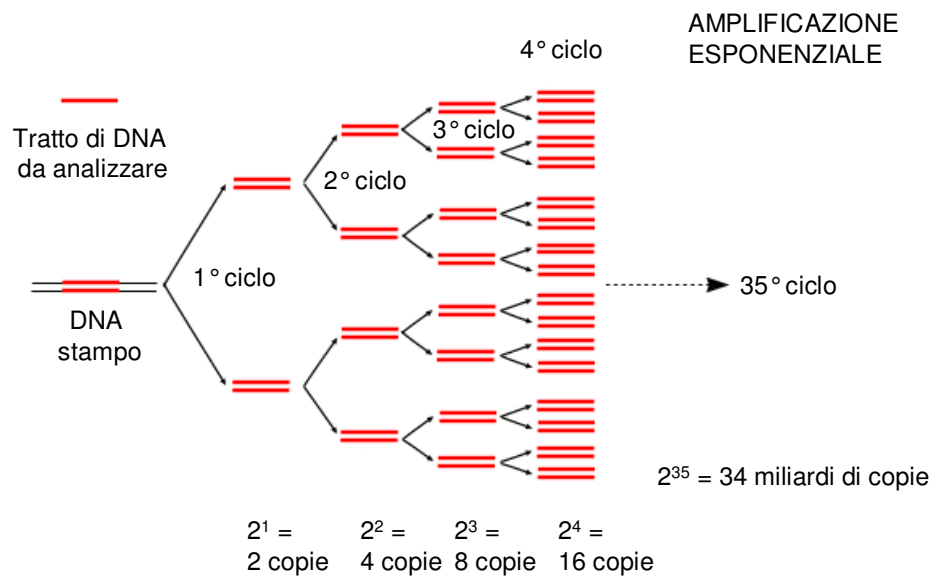 AMPLIFICAZIONE
ESPONENZIALE
4° ciclo
Tratto di DNA
da analizzare
3° ciclo
2° ciclo
1° ciclo
DNA
stampo
35° ciclo
2³⁵ = 34 miliardi di copie
2¹ =
2 copie
2² =
4 copie
2³ =
8 copie
2⁴ =
16 copie